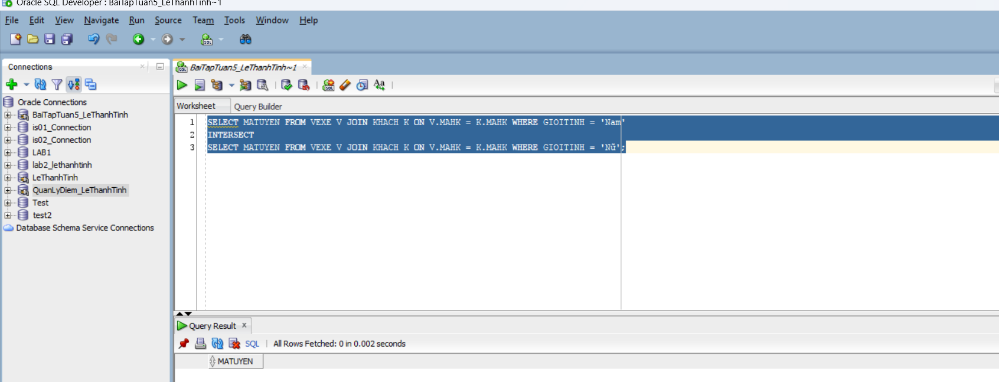 Oracle SQL Developer : BaiTapTuan5_LeThanhTinh~1
File Edit View Navigate Run Source Team Tools Window Help
Connections
BaiTapTuan5_LeThanhTinh~1
Worksheet Query Builder
Oracle Connections
BaiTapTuan5_LeThanhTinh
is01_Connection
is02_Connection
LAB1
lab2_lethanhtinh
LeThanhTinh
QuanLyDiem_LeThanhTinh
Test
test2
Database Schema Service Connections
1 SELECT MATUYEN FROM VEXE V JOIN KHACH K ON V.MAHK = K.MAHK WHERE GIOITINH = 'Nam'
2 INTERSECT
3 SELECT MATUYEN FROM VEXE V JOIN KHACH K ON V.MAHK = K.MAHK WHERE GIOITINH = 'Nữ';
Query Result x
SQL | All Rows Fetched: 0 in 0.002 seconds
MATUYEN